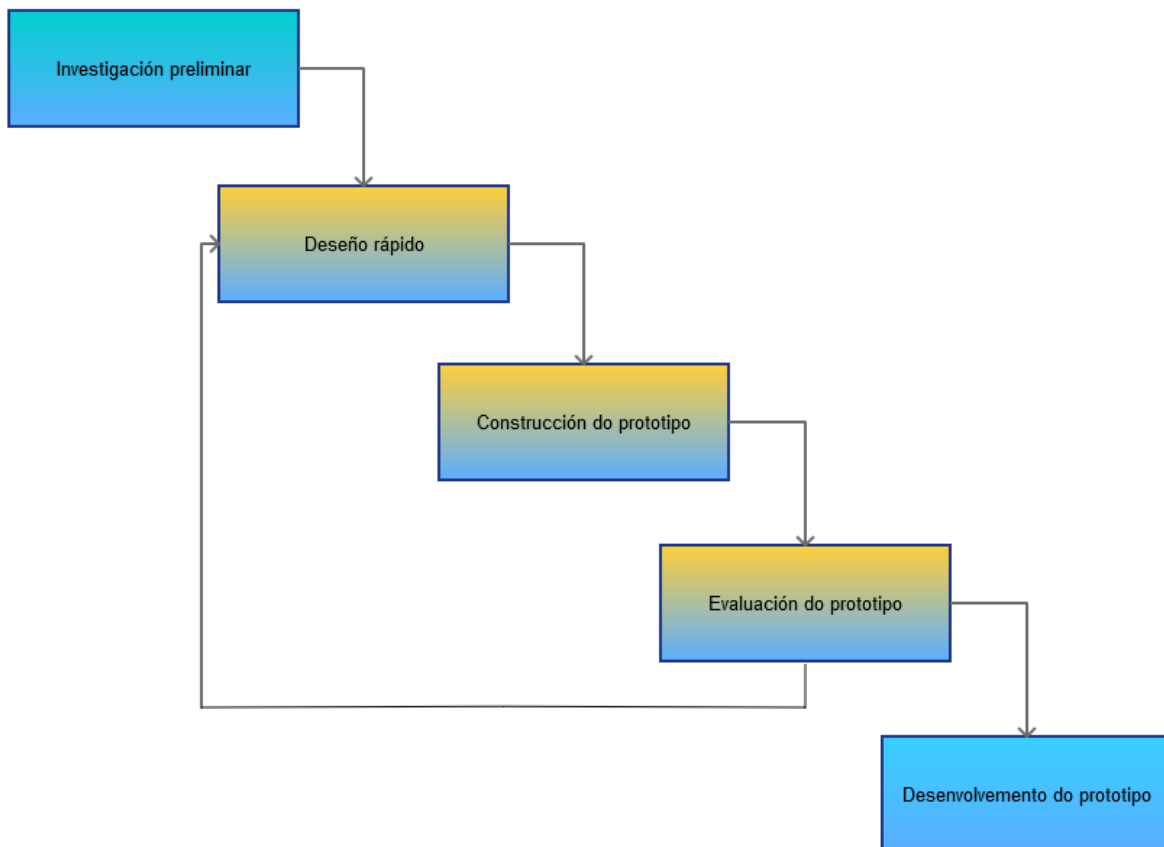 Investigación preliminar
Deseño rápido
Construcción do prototipo
Evaluación do prototipo
Desenvolvemento do prototipo